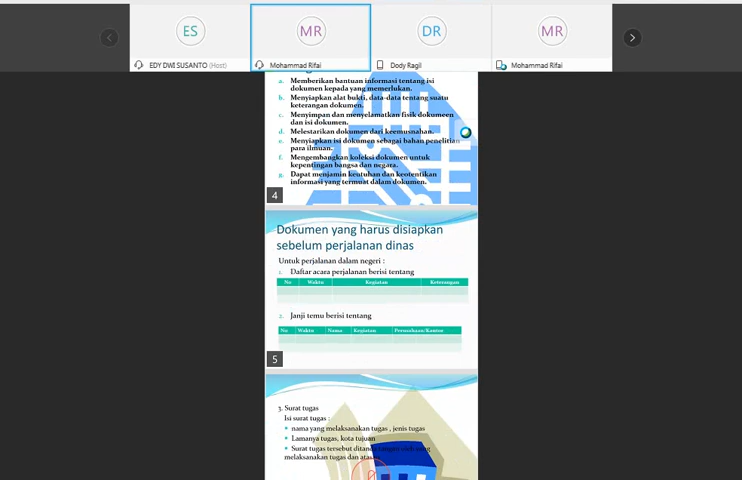 ES
MR
DR
MR
EDY DWI SUSANTO (Host)
Mohammad Rifai
Dody Ragil
Mohammad Rifai
a. Memberikan bantuan informasi tentang isi
dokumen kepada yang memerlukan.
b. Menyiapkan alat bukti, data-data tentang suatu
keterangan dokumen.
c. Menyimpan dan menyelamatkan fisik dokumeen
dan isi dokumen.
d. Melestarikan dokumen dari keemusnahan.
e. Menyiapkan isi dokumen sebagai bahan penelitian
para ilmuan.
f. Mengembangkan koleksi dokumen untuk
kepentingan bangsa dan negara.
g. Dapat menjamin keutuhan dan keotentikan
informasi yang termuat dalam dokumen.
4
Dokumen yang harus disiapkan
sebelum perjalanan dinas
Untuk perjalanan dalam negeri :
1. Daftar acara perjalanan berisi tentang
No Waktu Kegiatan Keterangan
2. Janji temu berisi tentang
No Waktu Nama Kegiatan Perusahaan/Kantor
5
3. Surat tugas
Isi surat tugas :
nama yang melaksanakan tugas , jenis tugas
Lamanya tugas, kota tujuan
Surat tugas tersebut
melaksanakan tugas dan